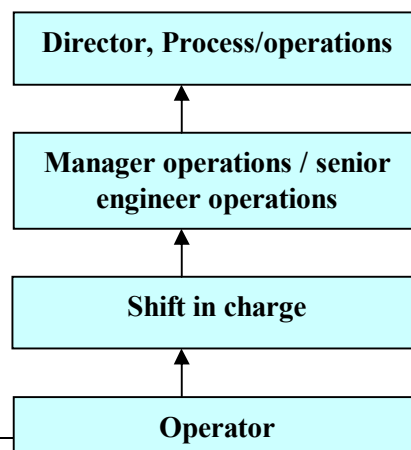 Director, Process/operations
Manager operations / senior
engineer operations
Shift in charge
Operator